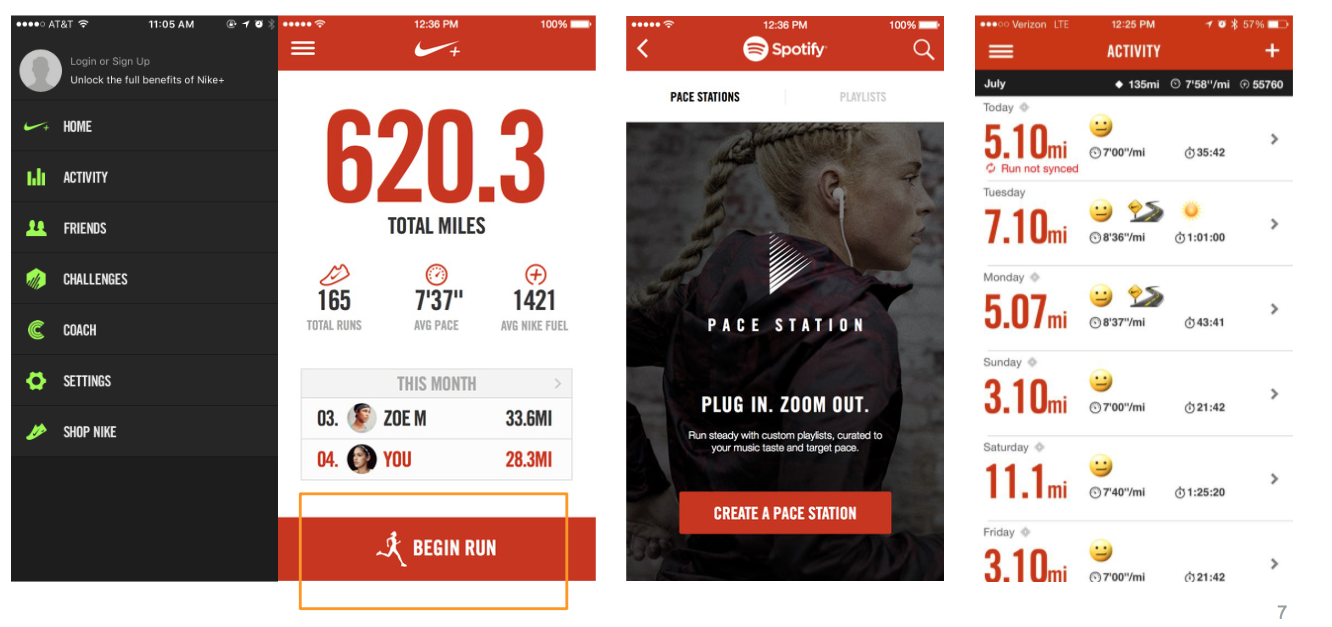 AT&T 11:05 AM
Login or Sign Up
Unlock the full benefits of Nike+
HOME
ACTIVITY
FRIENDS
CHALLENGES
COACH
SETTINGS
SHOP NIKE
12:36 PM 100%
620.3
TOTAL MILES
165 7'37" 1421
TOTAL RUNS AVG PACE AVG NIKE FUEL
THIS MONTH
03. ZOE M 33.6MI
04. YOU 28.3MI
BEGIN RUN
12:36 PM 100%
Spotify
PACE STATIONS PLAYLISTS
PACE STATION
PLUG IN. ZOOM OUT.
Run steady with custom playlists, curated to
your music taste and target pace.
CREATE A PACE STATION
Verizon LTE 12:25 PM 57%
ACTIVITY +
July 135mi 7'58"/mi 55760
Today
5.10mi 7'00"/mi 35:42
Run not synced
Tuesday
7.10mi 8'36"/mi 1:01:00
Monday
5.07mi 8'37"/mi 43:41
Sunday
3.10mi 7'00"/mi 21:42
Saturday
11.1mi 7'40"/mi 1:25:20
Friday
3.10mi 7'00"/mi 21:42
7